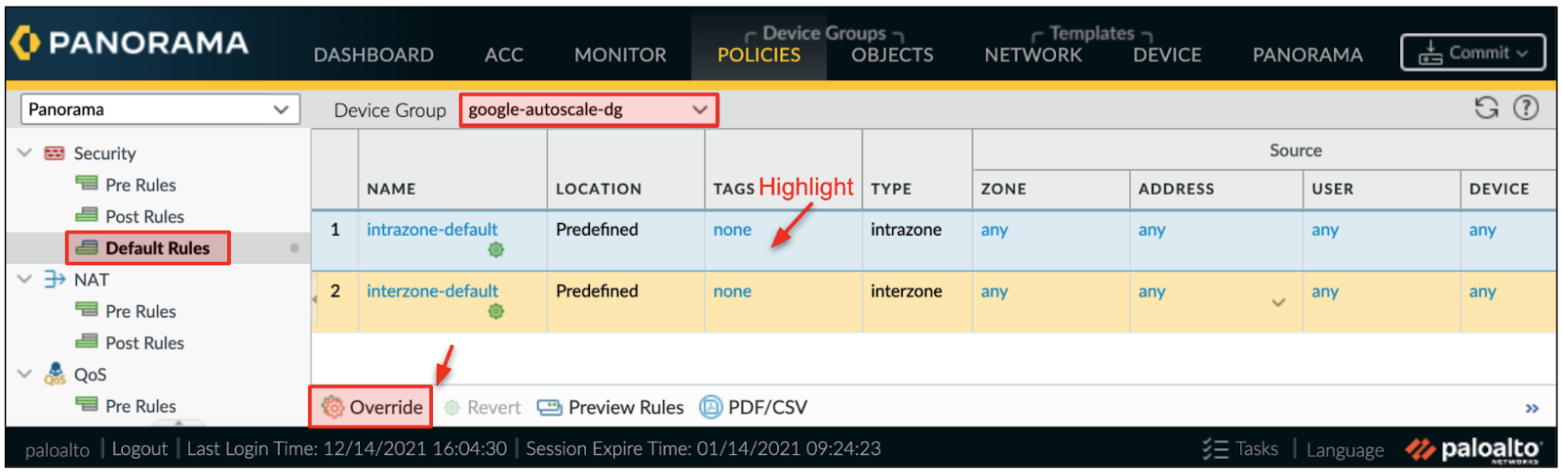 PANORAMA
Device Groups Templates
DASHBOARD ACC MONITOR POLICIES OBJECTS NETWORK DEVICE PANORAMA Commit
Panorama Device Group google-autoscale-dg
Security
Pre Rules
Post Rules
Default Rules
NAT
Pre Rules
Post Rules
QoS
QoS
Pre Rules
Source
NAME LOCATION TAGS Highlight TYPE ZONE ADDRESS USER DEVICE
1 intrazone-default Predefined none intrazone any any any any
2 interzone-default Predefined none interzone any any any any
Override Revert Preview Rules PDF/CSV »
paloalto | Logout | Last Login Time: 12/14/2021 16:04:30 | Session Expire Time: 01/14/2021 09:24:23 Tasks | Language paloalto
NETWORKS